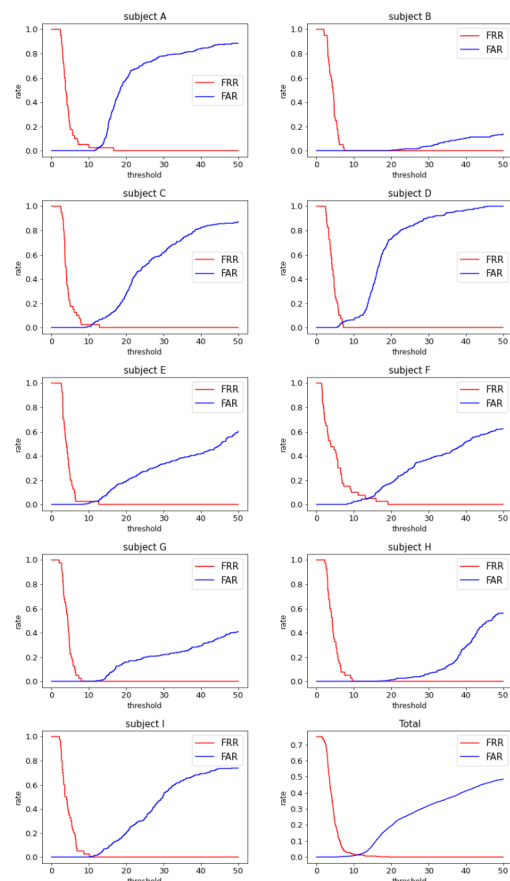 subject A
1.0
0.8
0.6
0.4
0.2
0.0
rate
FRR
FAR
0 10 20 30 40 50
threshold
subject B
1.0
0.8
0.6
0.4
0.2
0.0
rate
FRR
FAR
0 10 20 30 40 50
threshold
subject C
1.0
0.8
0.6
0.4
0.2
0.0
rate
FRR
FAR
0 10 20 30 40 50
threshold
subject D
1.0
0.8
0.6
0.4
0.2
0.0
rate
FRR
FAR
0 10 20 30 40 50
threshold
subject E
1.0
0.8
0.6
0.4
0.2
0.0
rate
FRR
FAR
0 10 20 30 40 50
threshold
subject F
1.0
0.8
0.6
0.4
0.2
0.0
rate
FRR
FAR
0 10 20 30 40 50
threshold
subject G
1.0
0.8
0.6
0.4
0.2
0.0
rate
FRR
FAR
0 10 20 30 40 50
threshold
subject H
1.0
0.8
0.6
0.4
0.2
0.0
rate
FRR
FAR
0 10 20 30 40 50
threshold
subject I
1.0
0.8
0.6
0.4
0.2
0.0
rate
FRR
FAR
0 10 20 30 40 50
threshold
Total
0.7
0.6
0.5
0.4
0.3
0.2
0.1
0.0
rate
FRR
FAR
0 10 20 30 40 50
threshold